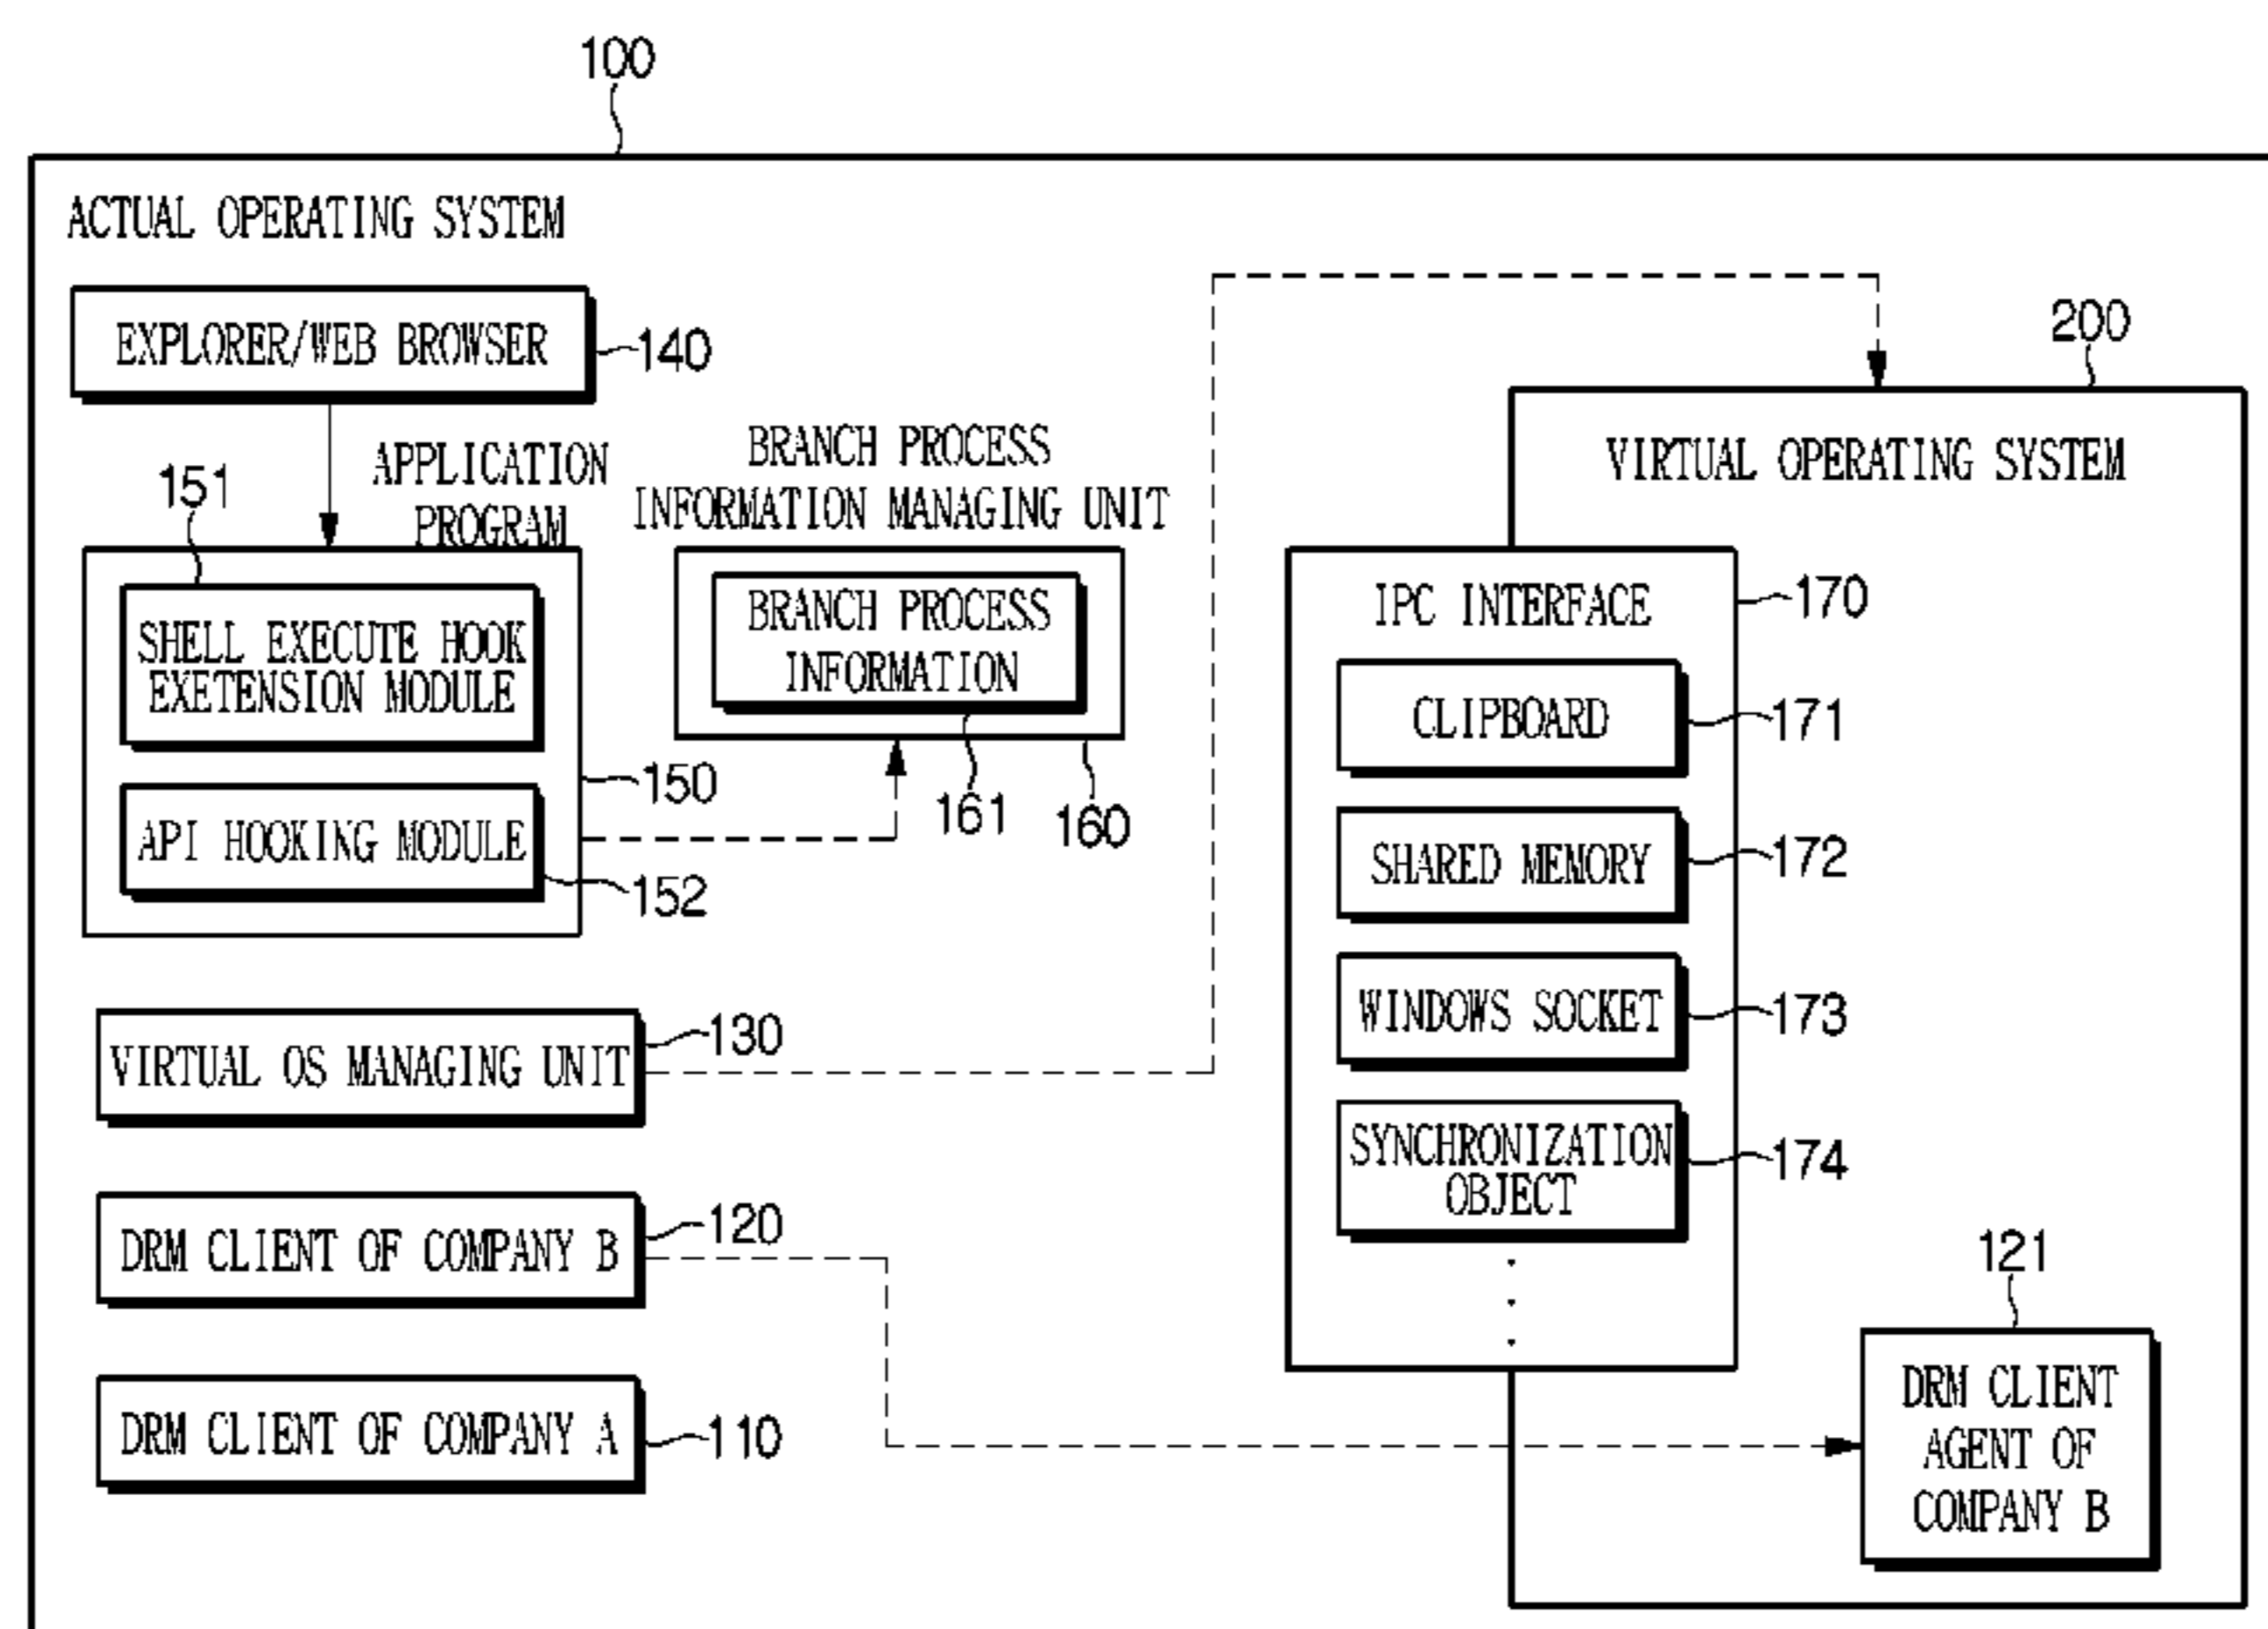 100
ACTUAL OPERATING SYSTEM
EXPLORER/WEB BROWSER
140
APPLICATION
PROGRAM
151
SHELL EXECUTE HOOK
EXETENSION MODULE
150
API HOOKING MODULE
152
BRANCH PROCESS
INFORMATION MANAGING UNIT
BRANCH PROCESS
INFORMATION
161
160
VIRTUAL OS MANAGING UNIT
130
DRM CLIENT OF COMPANY B
120
DRM CLIENT OF COMPANY A
110
200
VIRTUAL OPERATING SYSTEM
IPC INTERFACE
170
CLIPBOARD
171
SHARED MEMORY
172
WINDOWS SOCKET
173
SYNCHRONIZATION
OBJECT
174
121
DRM CLIENT
AGENT OF
COMPANY B